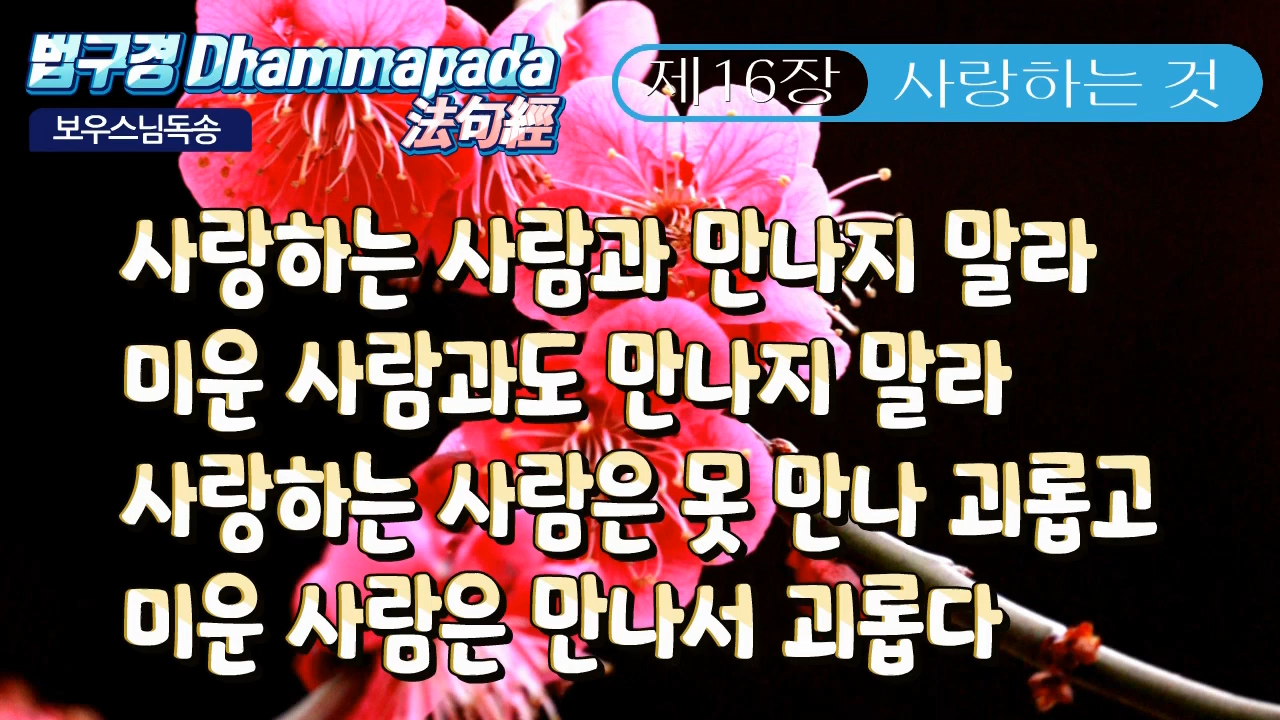 법구경 Dhammapada
法句經
보우스님독송
제16장 사랑하는 것
사랑하는 사람과 만나지 말라
미운 사람과도 만나지 말라
사랑하는 사람은 못 만나 괴롭고
미운 사람은 만나서 괴롭다